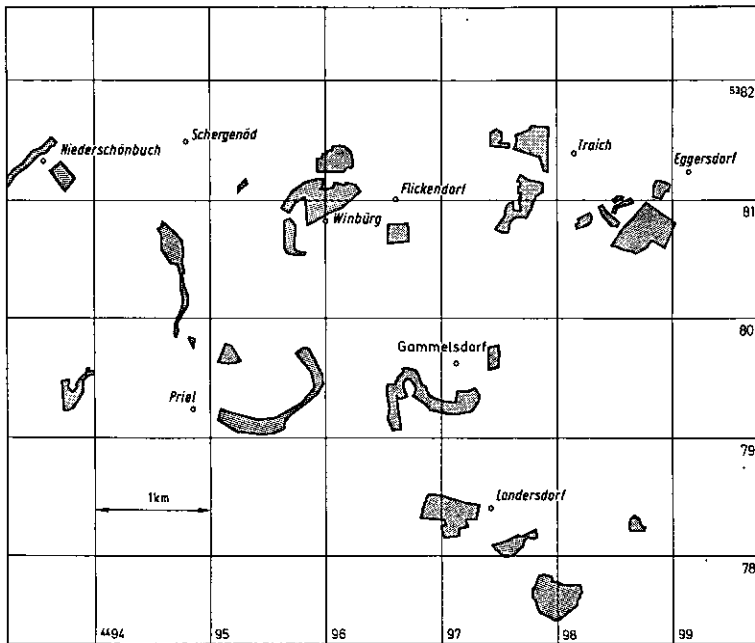 5382
Schergenöd
Niederschönbuch
Traich
Eggersdorf
Flickendorf
81
Winbürg
80
Gammelsdorf
Priel
79
1km
Landersdorf
78
4494
95
96
97
98
99